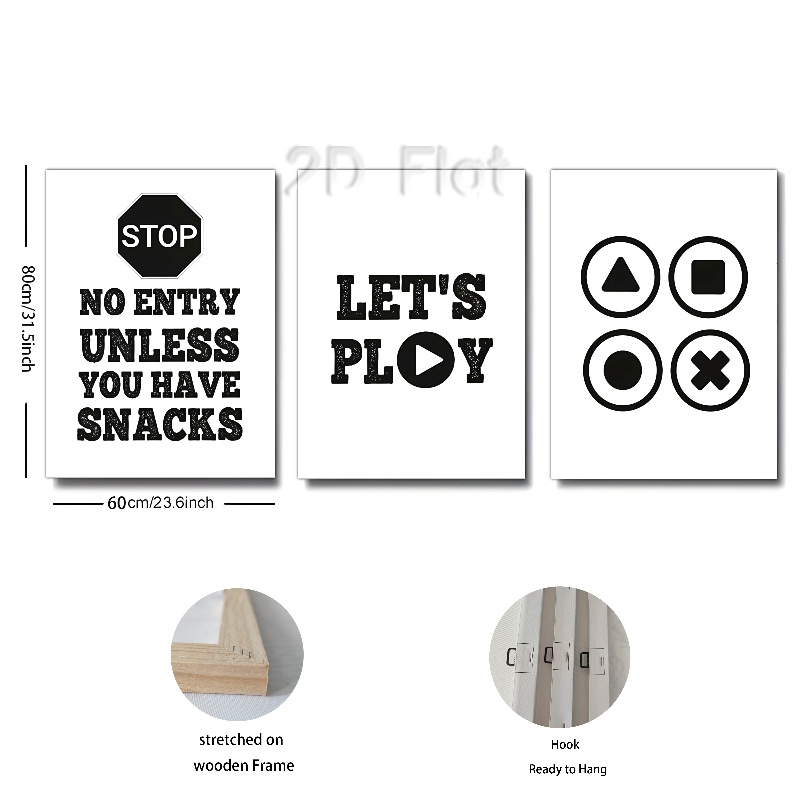 2D Flat
STOP
NO ENTRY
UNLESS
YOU HAVE
SNACKS
LET'S
PL Y
80cm/31.5inch
60cm/23.6inch
stretched on
wooden Frame
Hook
Ready to Hang